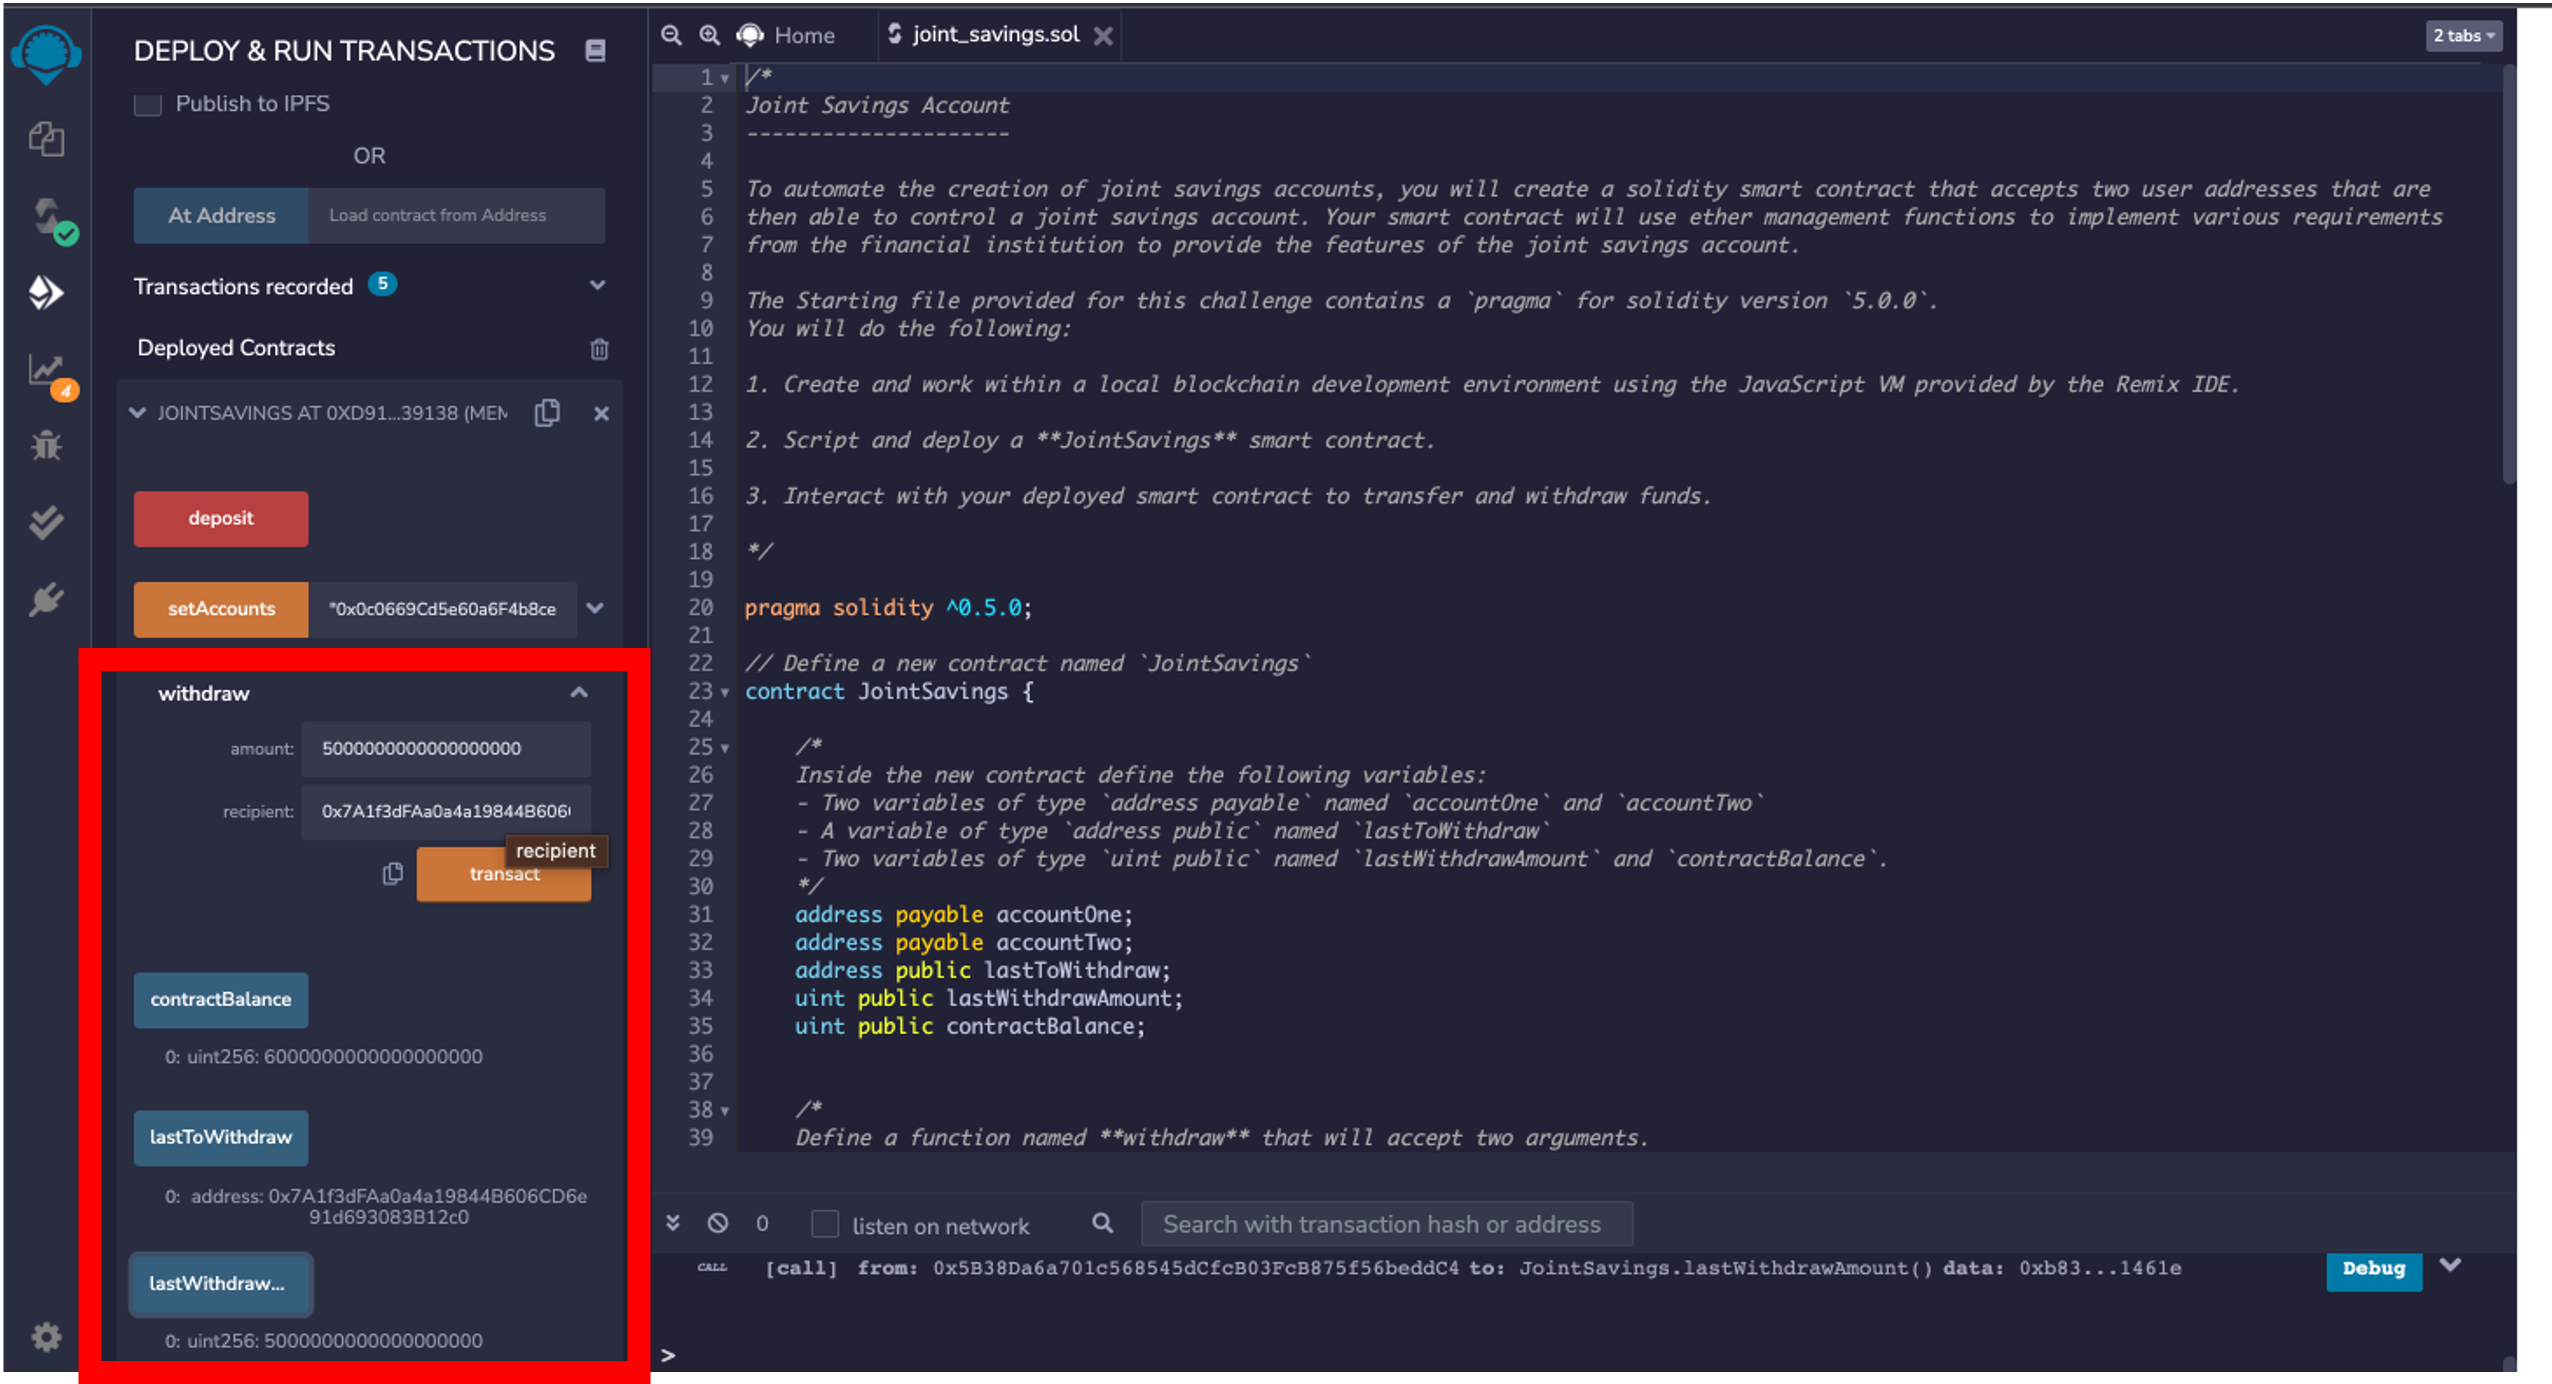 DEPLOY & RUN TRANSACTIONS
Publish to IPFS
OR
At Address
Load contract from Address
Transactions recorded 5
Deployed Contracts
4
JOINTSAVINGS AT 0XD91...39138 (MEM
deposit
setAccounts
"0x0c0669Cd5e60a6F4b8ce
withdraw
amount:
5000000000000000000
recipient:
0x7A1f3dFAa0a4a19844B606
recipient
transact
contractBalance
0: uint256: 6000000000000000000
lastToWithdraw
0: address: 0x7A1f3dFAa0a4a19844B606CD6e
91d693083B12c0
lastWithdraw...
0: uint256: 5000000000000000000
Home
joint_savings.sol
2 tabs
1 /*
2 Joint Savings Account
3 ---------------------
4
5 To automate the creation of joint savings accounts, you will create a solidity smart contract that accepts two user addresses that are
6 then able to control a joint savings account. Your smart contract will use ether management functions to implement various requirements
7 from the financial institution to provide the features of the joint savings account.
8
9 The Starting file provided for this challenge contains a `pragma` for solidity version `5.0.0`.
10 You will do the following:
11
12 1. Create and work within a local blockchain development environment using the JavaScript VM provided by the Remix IDE.
13
14 2. Script and deploy a **JointSavings** smart contract.
15
16 3. Interact with your deployed smart contract to transfer and withdraw funds.
17
18 */
19
20 pragma solidity ^0.5.0;
21
22 // Define a new contract named `JointSavings`
23 contract JointSavings {
24
25 /*
26 Inside the new contract define the following variables:
27 - Two variables of type `address payable` named `accountOne` and `accountTwo`
28 - A variable of type `address public` named `lastToWithdraw`
29 - Two variables of type `uint public` named `lastWithdrawAmount` and `contractBalance`.
30 */
31 address payable accountOne;
32 address payable accountTwo;
33 address public lastToWithdraw;
34 uint public lastWithdrawAmount;
35 uint public contractBalance;
36
37
38 /*
39 Define a function named **withdraw** that will accept two arguments.
0
listen on network
Search with transaction hash or address
CALL [call] from: 0x5B38Da6a701c568545dCfcB03FcB875f56beddC4 to: JointSavings.lastWithdrawAmount() data: 0xb83...1461e
Debug
>